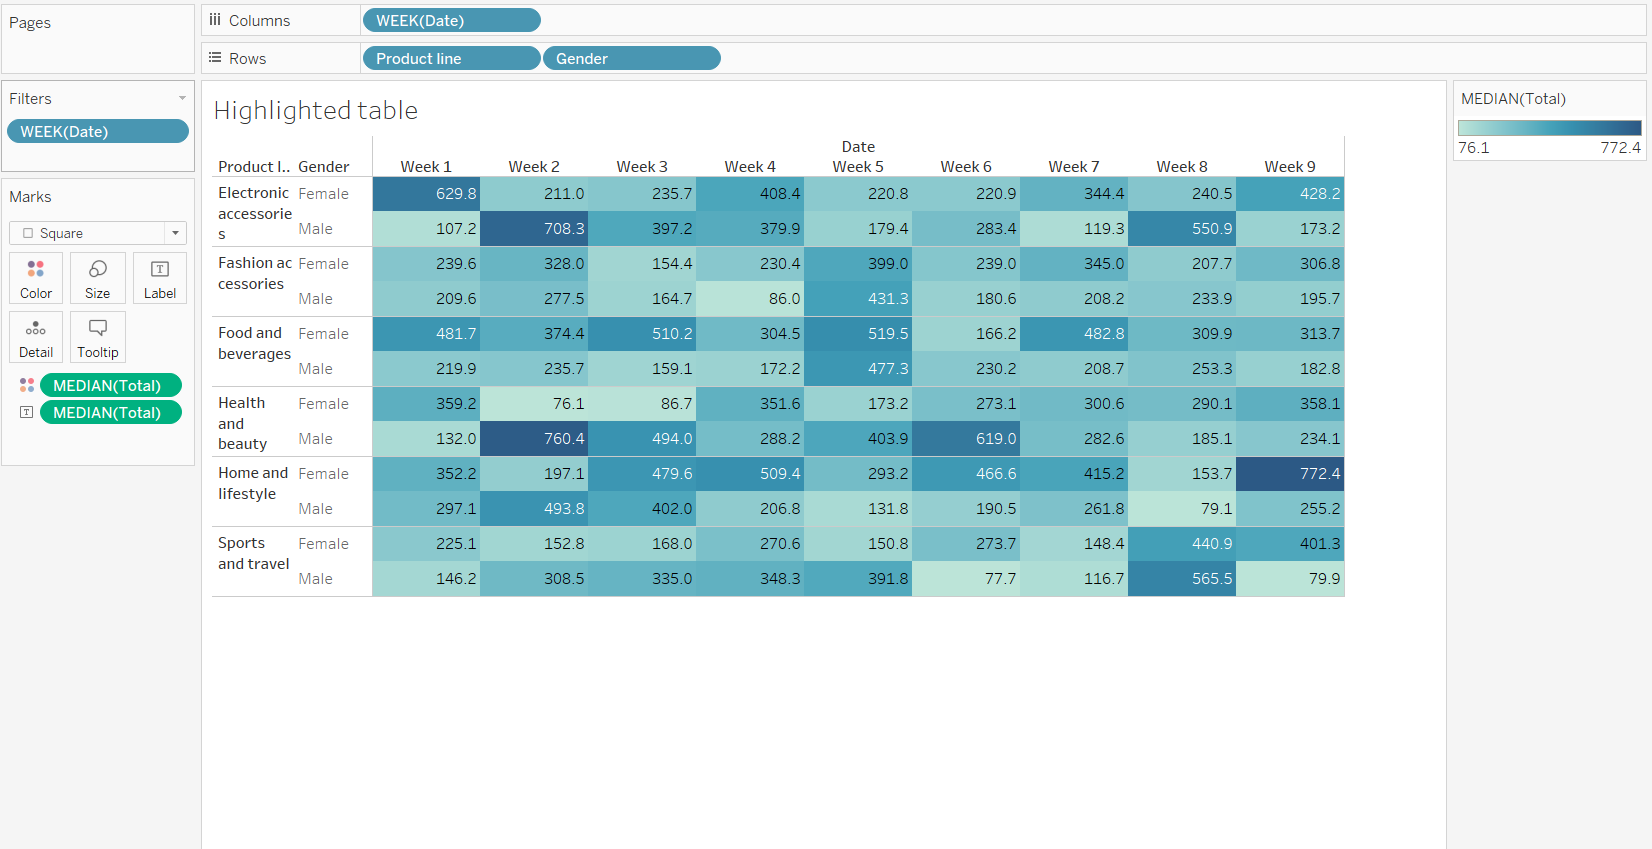 Pages
Columns
WEEK(Date)
Rows
Product line Gender
Filters
WEEK(Date)
Marks
Square
Color Size Label
Detail Tooltip
MEDIAN(Total)
MEDIAN(Total)
Highlighted table
Date
Product l.. Gender Week 1 Week 2 Week 3 Week 4 Week 5 Week 6 Week 7 Week 8 Week 9
Electronic
accessorie
s
Female 629.8 211.0 235.7 408.4 220.8 220.9 344.4 240.5 428.2
Male 107.2 708.3 397.2 379.9 179.4 283.4 119.3 550.9 173.2
Fashion ac
cessories
Female 239.6 328.0 154.4 230.4 399.0 239.0 345.0 207.7 306.8
Male 209.6 277.5 164.7 86.0 431.3 180.6 208.2 233.9 195.7
Food and
beverages
Female 481.7 374.4 510.2 304.5 519.5 166.2 482.8 309.9 313.7
Male 219.9 235.7 159.1 172.2 477.3 230.2 208.7 253.3 182.8
Health
and
beauty
Female 359.2 76.1 86.7 351.6 173.2 273.1 300.6 290.1 358.1
Male 132.0 760.4 494.0 288.2 403.9 619.0 282.6 185.1 234.1
Home and
lifestyle
Female 352.2 197.1 479.6 509.4 293.2 466.6 415.2 153.7 772.4
Male 297.1 493.8 402.0 206.8 131.8 190.5 261.8 79.1 255.2
Sports
and travel
Female 225.1 152.8 168.0 270.6 150.8 273.7 148.4 440.9 401.3
Male 146.2 308.5 335.0 348.3 391.8 77.7 116.7 565.5 79.9
MEDIAN(Total)
76.1 772.4